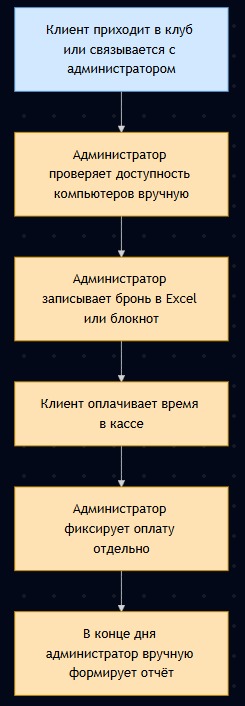 Клиент приходит в клуб
или связывается с
администратором
Администратор
проверяет доступность
компьютеров вручную
Администратор
записывает бронь в Excel
или блокнот
Клиент оплачивает время
в кассе
Администратор
фиксирует оплату
отдельно
В конце дня
администратор вручную
формирует отчёт